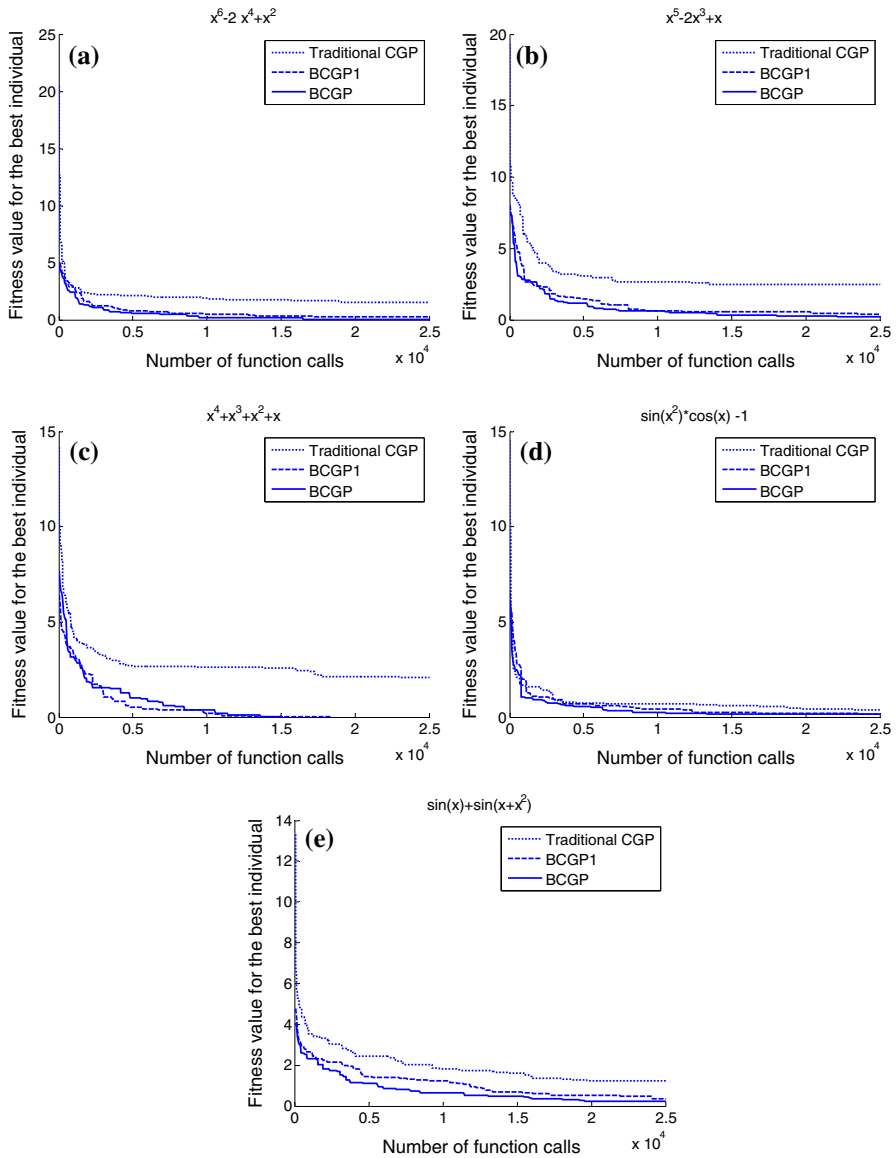 x^6-2 x^4+x^2
(a)
Traditional CGP
BCGP1
BCGP
Fitness value for the best individual
25
20
15
10
5
0
0 0.5 1 1.5 2 2.5
x 10^4
Number of function calls
x^5-2x^3+x
(b)
Traditional CGP
BCGP1
BCGP
Fitness value for the best individual
20
15
10
5
0
0 0.5 1 1.5 2 2.5
x 10^4
Number of function calls
x^4+x^3+x^2+x
(c)
Traditional CGP
BCGP1
BCGP
Fitness value for the best individual
15
10
5
0
0 0.5 1 1.5 2 2.5
x 10^4
Number of function calls
sin(x^2)*cos(x) -1
(d)
Traditional CGP
BCGP1
BCGP
Fitness value for the best individual
15
10
5
0
0 0.5 1 1.5 2 2.5
x 10^4
Number of function calls
sin(x)+sin(x+x^2)
(e)
Traditional CGP
BCGP1
BCGP
Fitness value for the best individual
14
12
10
8
6
4
2
0
0 0.5 1 1.5 2 2.5
x 10^4
Number of function calls